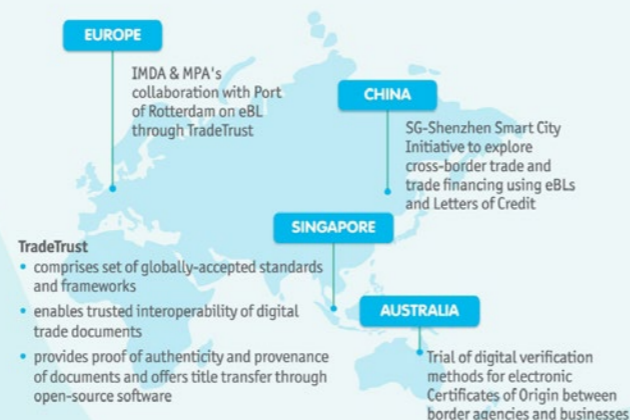 EUROPE
IMDA & MPA's
collaboration with Port
of Rotterdam on eBL
through TradeTrust
CHINA
SG-Shenzhen Smart City
Initiative to explore
cross-border trade and
trade financing using eBLs
and Letters of Credit
SINGAPORE
TradeTrust
• comprises set of globally-accepted standards
and frameworks
• enables trusted interoperability of digital
trade documents
• provides proof of authenticity and provenance
of documents and offers title transfer through
open-source software
AUSTRALIA
Trial of digital verification
methods for electronic
Certificates of Origin between
border agencies and businesses